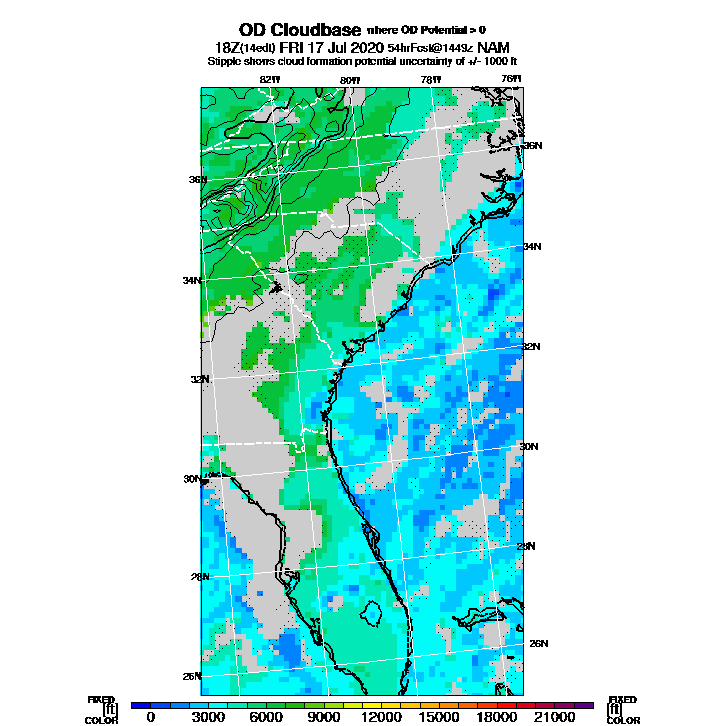 OD Cloudbase where OD Potential > 0
18Z(14edt) FRI 17 Jul 2020 54hrFcst@1449z NAM
Stipple shows cloud formation potential uncertainty of +/- 1000 ft
82W 80W 78W 76W
36N
36N
34N
34N
32N
32N
30N
30N
28N
28N
26N
26N
FIXED FIXED
[ft] [ft]
COLOR 0 3000 6000 9000 12000 15000 18000 21000 COLOR